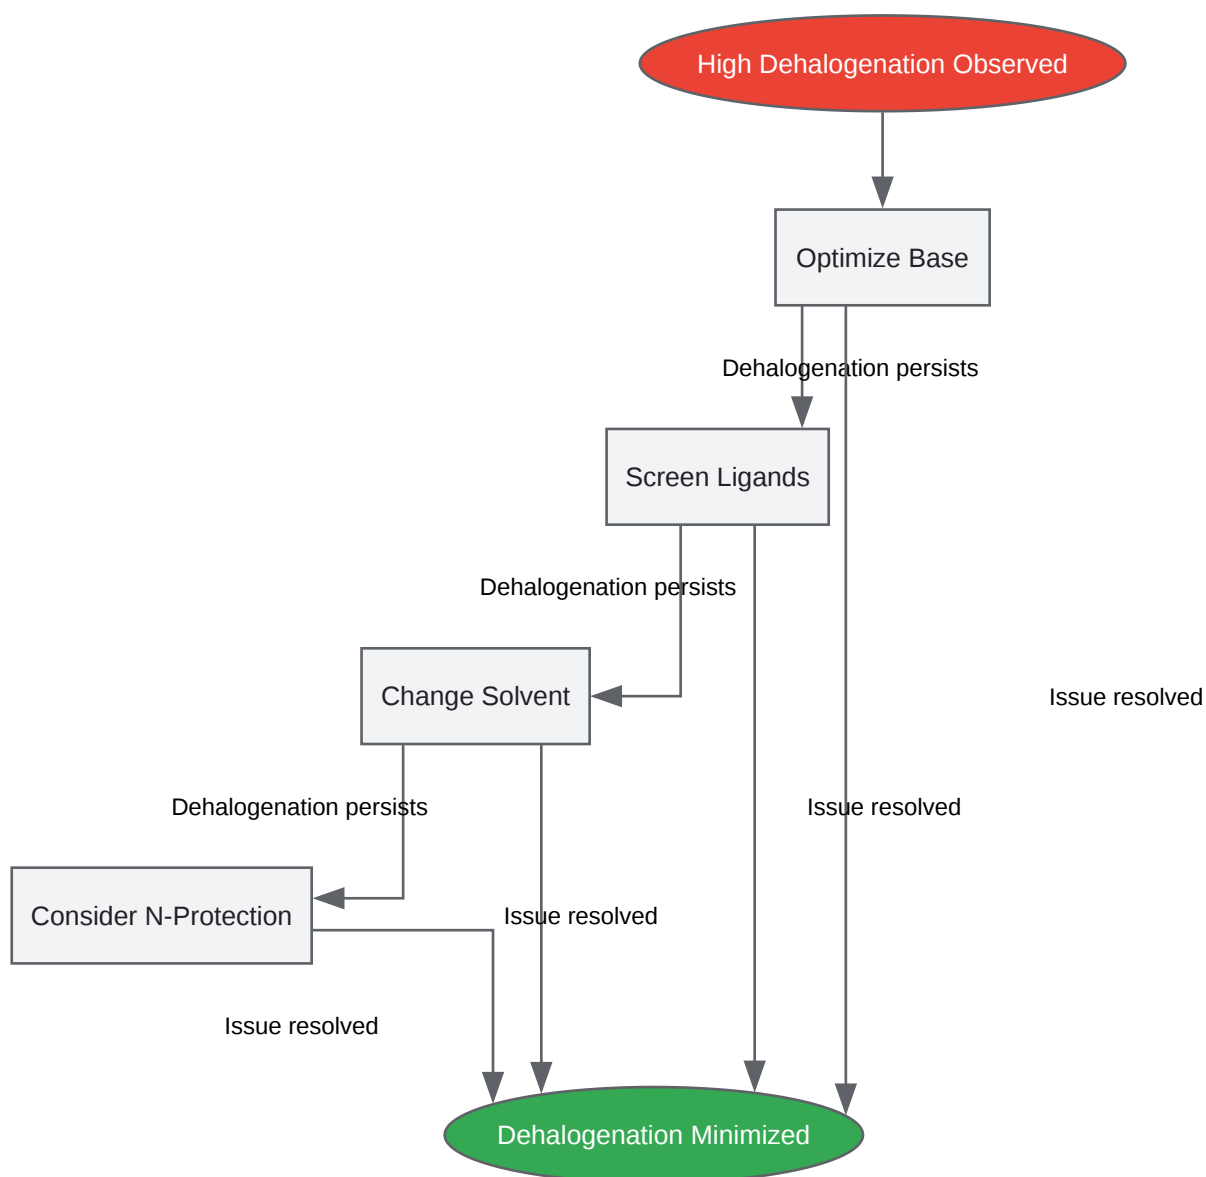 High Dehalogenation Observed
Optimize Base
Dehalogenation persists
Screen Ligands
Dehalogenation persists
Change Solvent
Issue resolved
Dehalogenation persists
Issue resolved
Consider N-Protection
Issue resolved
Issue resolved
Dehalogenation Minimized